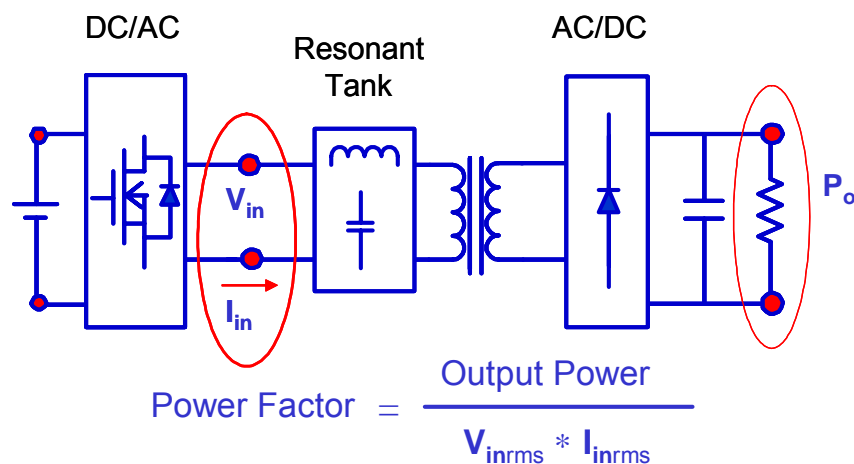 DC/AC
Resonant
Tank
AC/DC
Vin
Iin
Po
Power Factor = Output Power
Vinrms * Iinrms